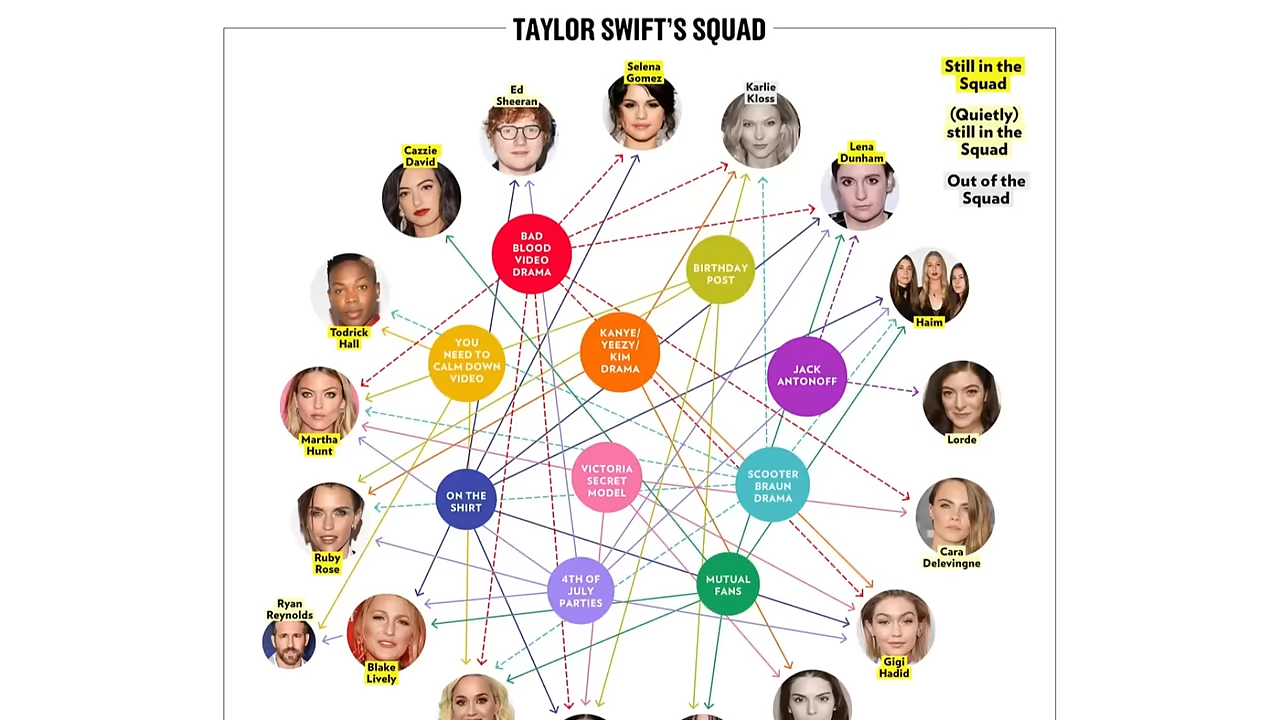 TAYLOR SWIFT'S SQUAD
Still in the
Squad
(Quietly)
still in the
Squad
Out of the
Squad
Selena
Gomez
Ed
Sheeran
Karlie
Kloss
Cazzie
David
Lena
Dunham
BAD
BLOOD
VIDEO
DRAMA
BIRTHDAY
POST
Todrick
Hall
Haim
YOU
NEED TO
CALM DOWN
VIDEO
KANYE/
YEEZY/
KIM
DRAMA
JACK
ANTONOFF
Martha
Hunt
Lorde
ON THE
SHIRT
VICTORIA
SECRET
MODEL
SCOOTER
BRAUN
DRAMA
Ruby
Rose
Cara
Delevingne
4TH OF
JULY
PARTIES
MUTUAL
FANS
Ryan
Reynolds
Blake
Lively
Gigi
Hadid